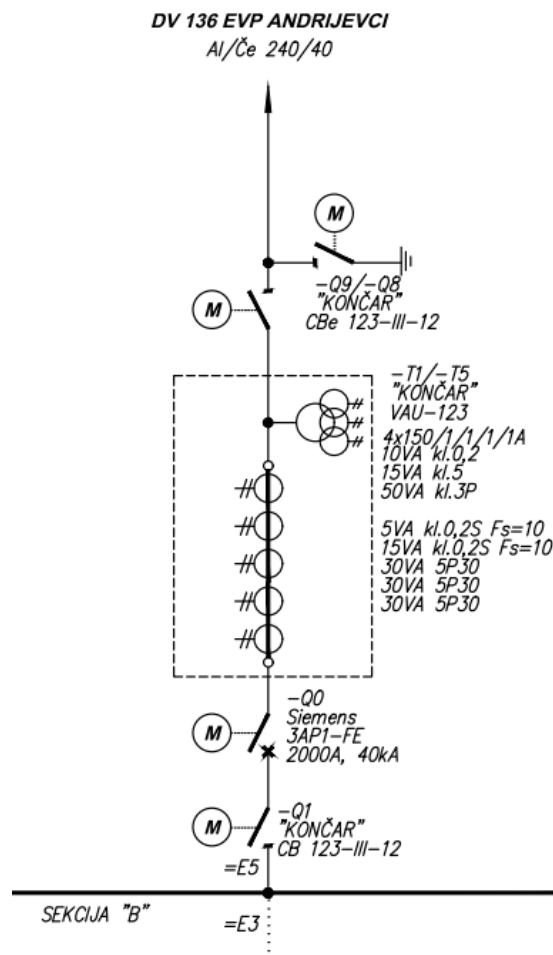 DV 136 EVP ANDRIJEVCI
Al/Če 240/40
M
-Q9/-Q8
"KONČAR"
CBe 123-III-12
M
-T1/-T5
"KONČAR"
VAU-123
4x150/1/1/1/1A
10VA kl.0,2
15VA kl.5
50VA kl.3P
5VA kl.0,2S Fs=10
15VA kl.0,2S Fs=10
30VA 5P30
30VA 5P30
30VA 5P30
-Q0
Siemens
3AP1-FE
2000A, 40kA
M
-Q1
"KONČAR"
CB 123-III-12
M
=E5
SEKCIJA "B"
=E3